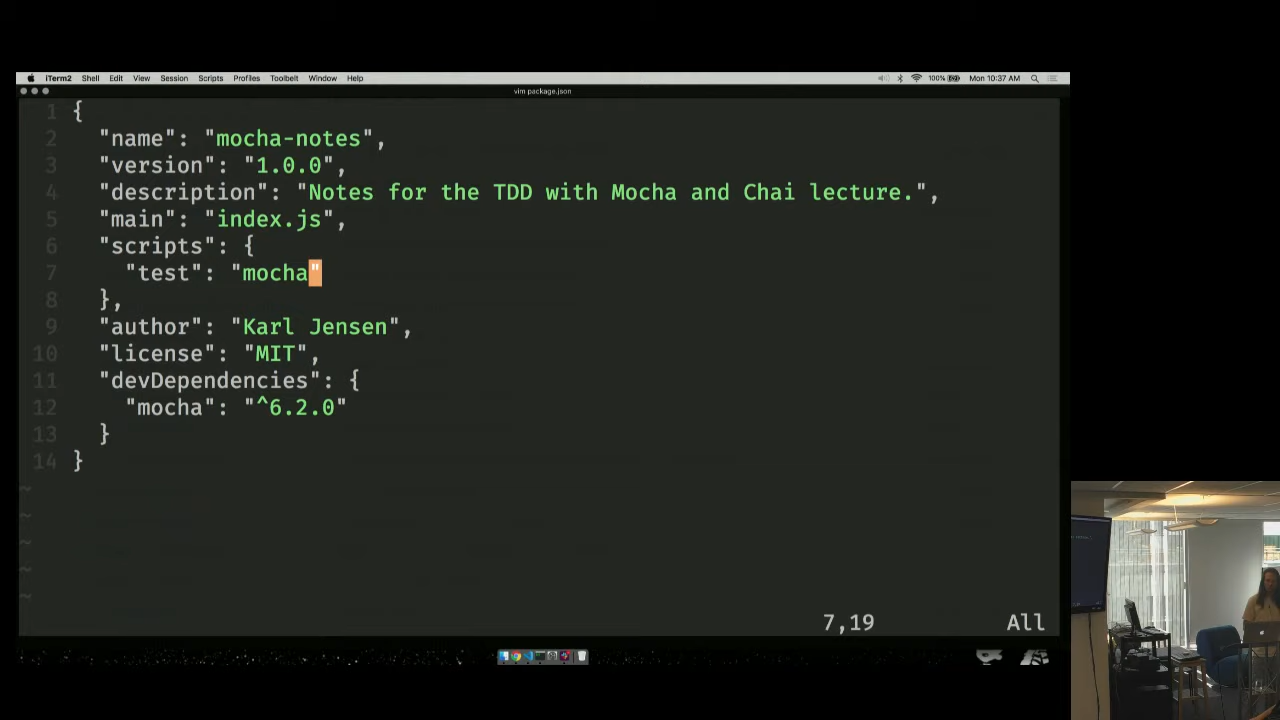 iTerm2 Shell Edit View Session Scripts Profiles Toolbelt Window Help 100% Mon 10:37 AM
vim package.json
1 {
2 "name": "mocha-notes",
3 "version": "1.0.0",
4 "description": "Notes for the TDD with Mocha and Chai lecture.",
5 "main": "index.js",
6 "scripts": {
7 "test": "mocha"
8 },
9 "author": "Karl Jensen",
10 "license": "MIT",
11 "devDependencies": {
12 "mocha": "^6.2.0"
13 }
14 }
~
~
~
~
~
7,19 All